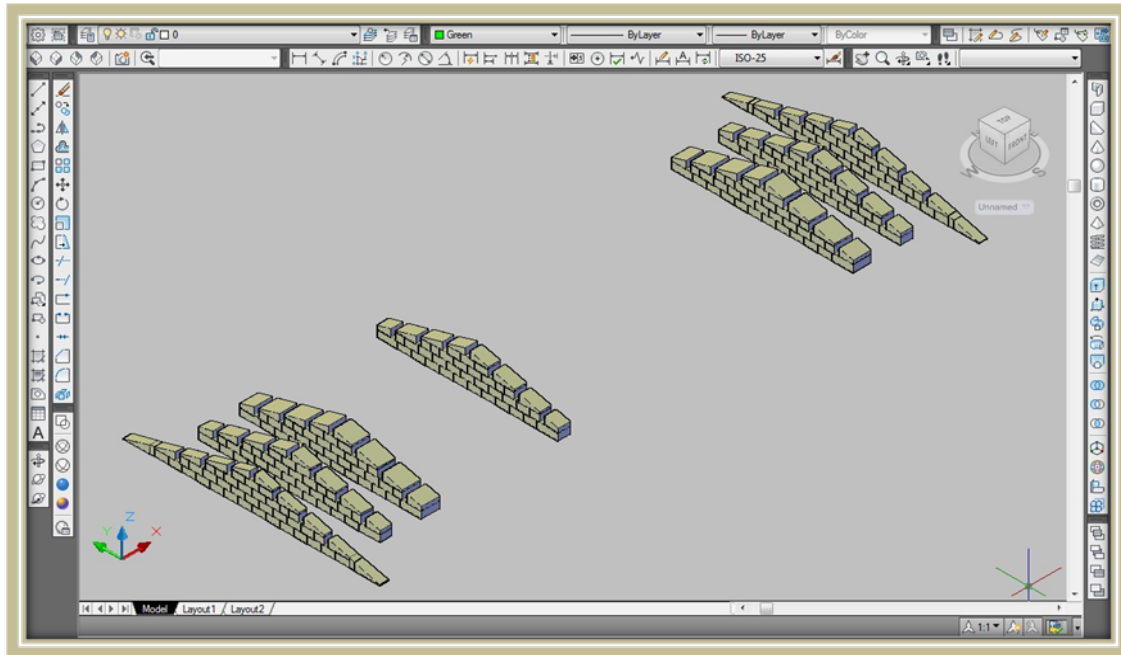 0 Green ByLayer ByLayer ByColor
ISO-25
TOP
LEFT FRONT
W S
Unnamed
Z
Y X
A
Model Layout1 Layout2
1:1